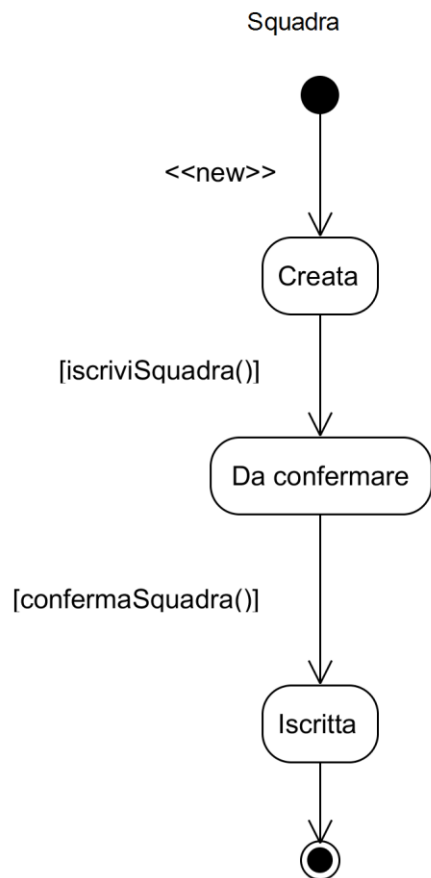 Squadra
<<new>>
Creata
[iscriviSquadra()]
Da confermare
[confermaSquadra()]
Iscritta